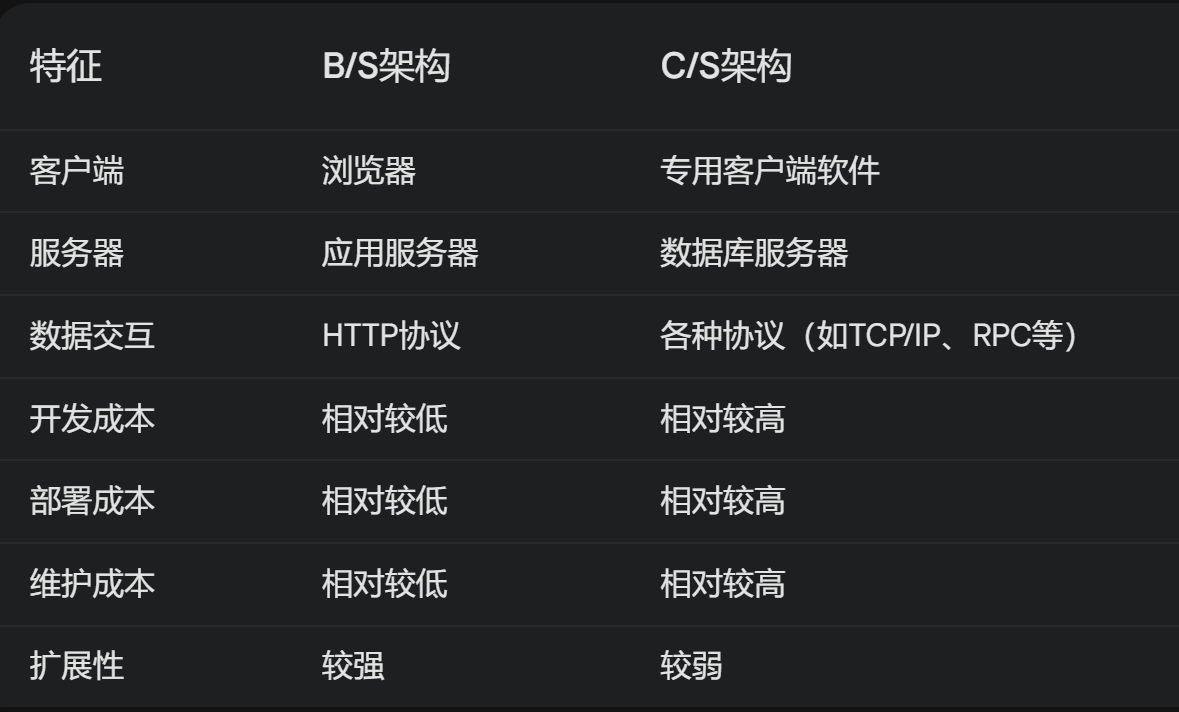 特征 B/S架构 C/S架构
客户端 浏览器 专用客户端软件
服务器 应用服务器 数据库服务器
数据交互 HTTP协议 各种协议（如TCP/IP、RPC等）
开发成本 相对较低 相对较高
部署成本 相对较低 相对较高
维护成本 相对较低 相对较高
扩展性 较强 较弱